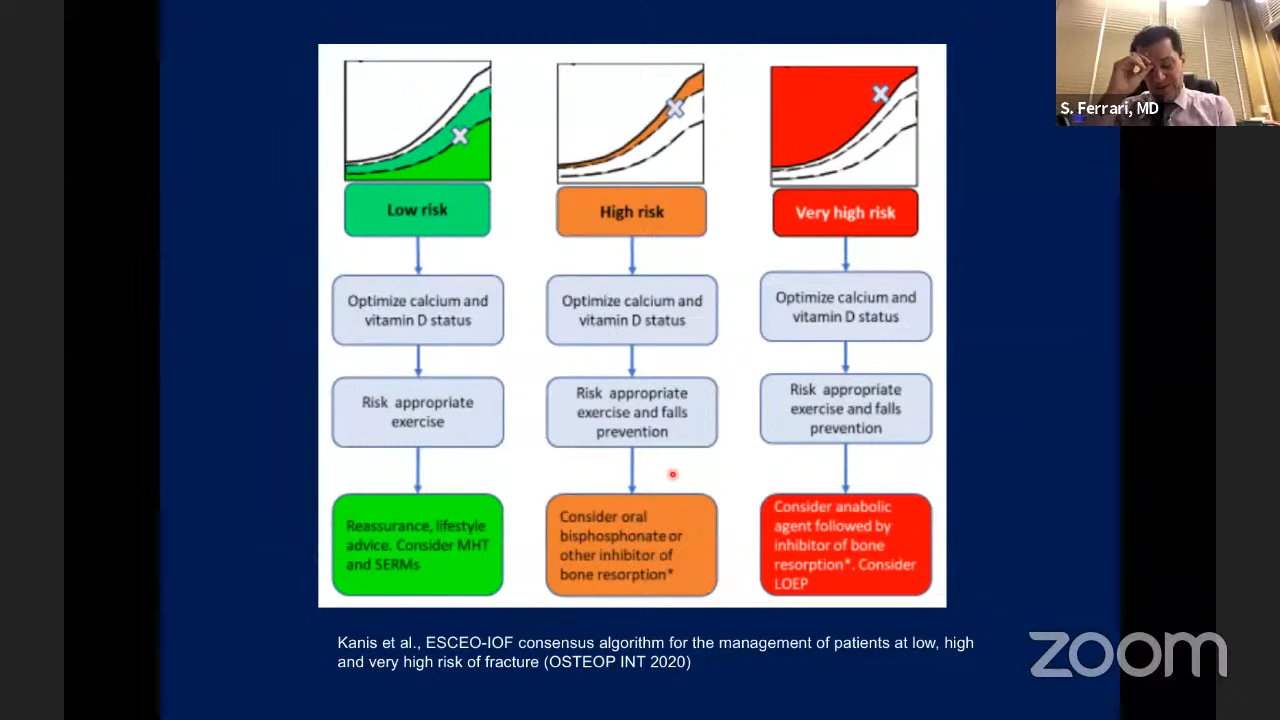 S. Ferrari, MD
Low risk
High risk
Very high risk
Optimize calcium and
vitamin D status
Optimize calcium and
vitamin D status
Optimize calcium and
vitamin D status
Risk appropriate
exercise
Risk appropriate
exercise and falls
prevention
Risk appropriate
exercise and falls
prevention
Reassurance, lifestyle
advice. Consider MHT
and SERMs
Consider oral
bisphosphonate or
other inhibitor of
bone resorption*
Consider anabolic
agent followed by
inhibitor of bone
resorption*. Consider
LOEP
Kanis et al., ESCEO-IOF consensus algorithm for the management of patients at low, high
and very high risk of fracture (OSTEOP INT 2020)
zoom